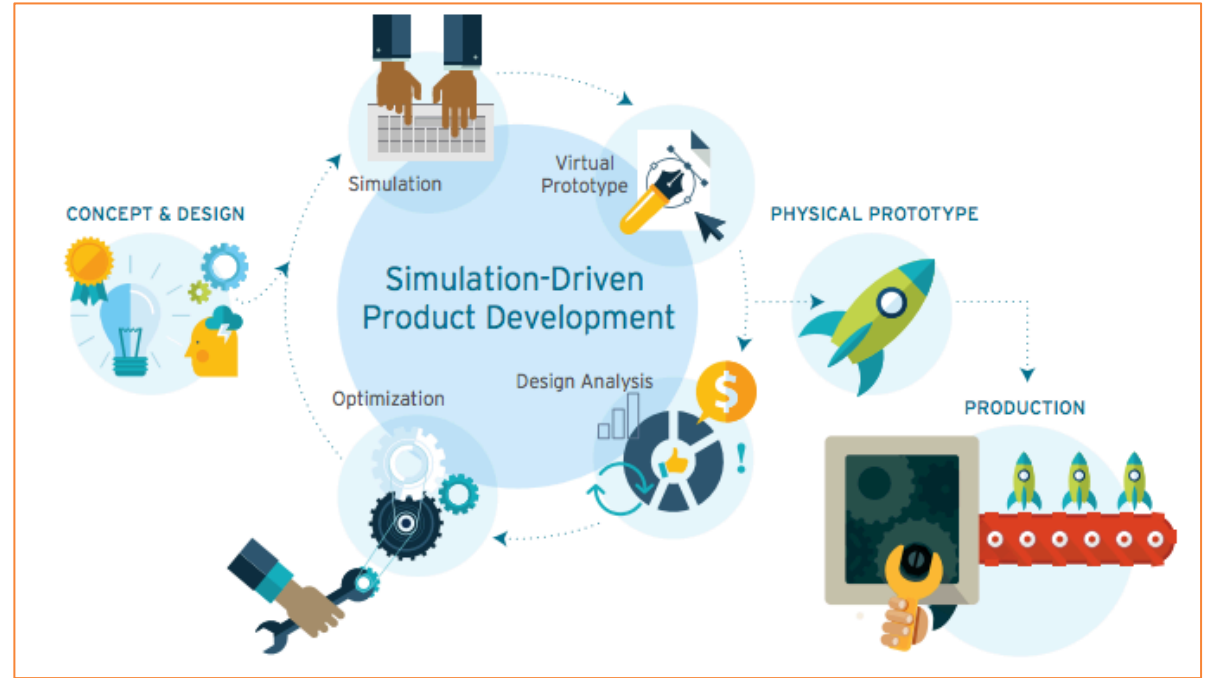 CONCEPT & DESIGN
Simulation
Virtual
Prototype
PHYSICAL PROTOTYPE
Simulation-Driven
Product Development
Design Analysis
$
!
Optimization
PRODUCTION